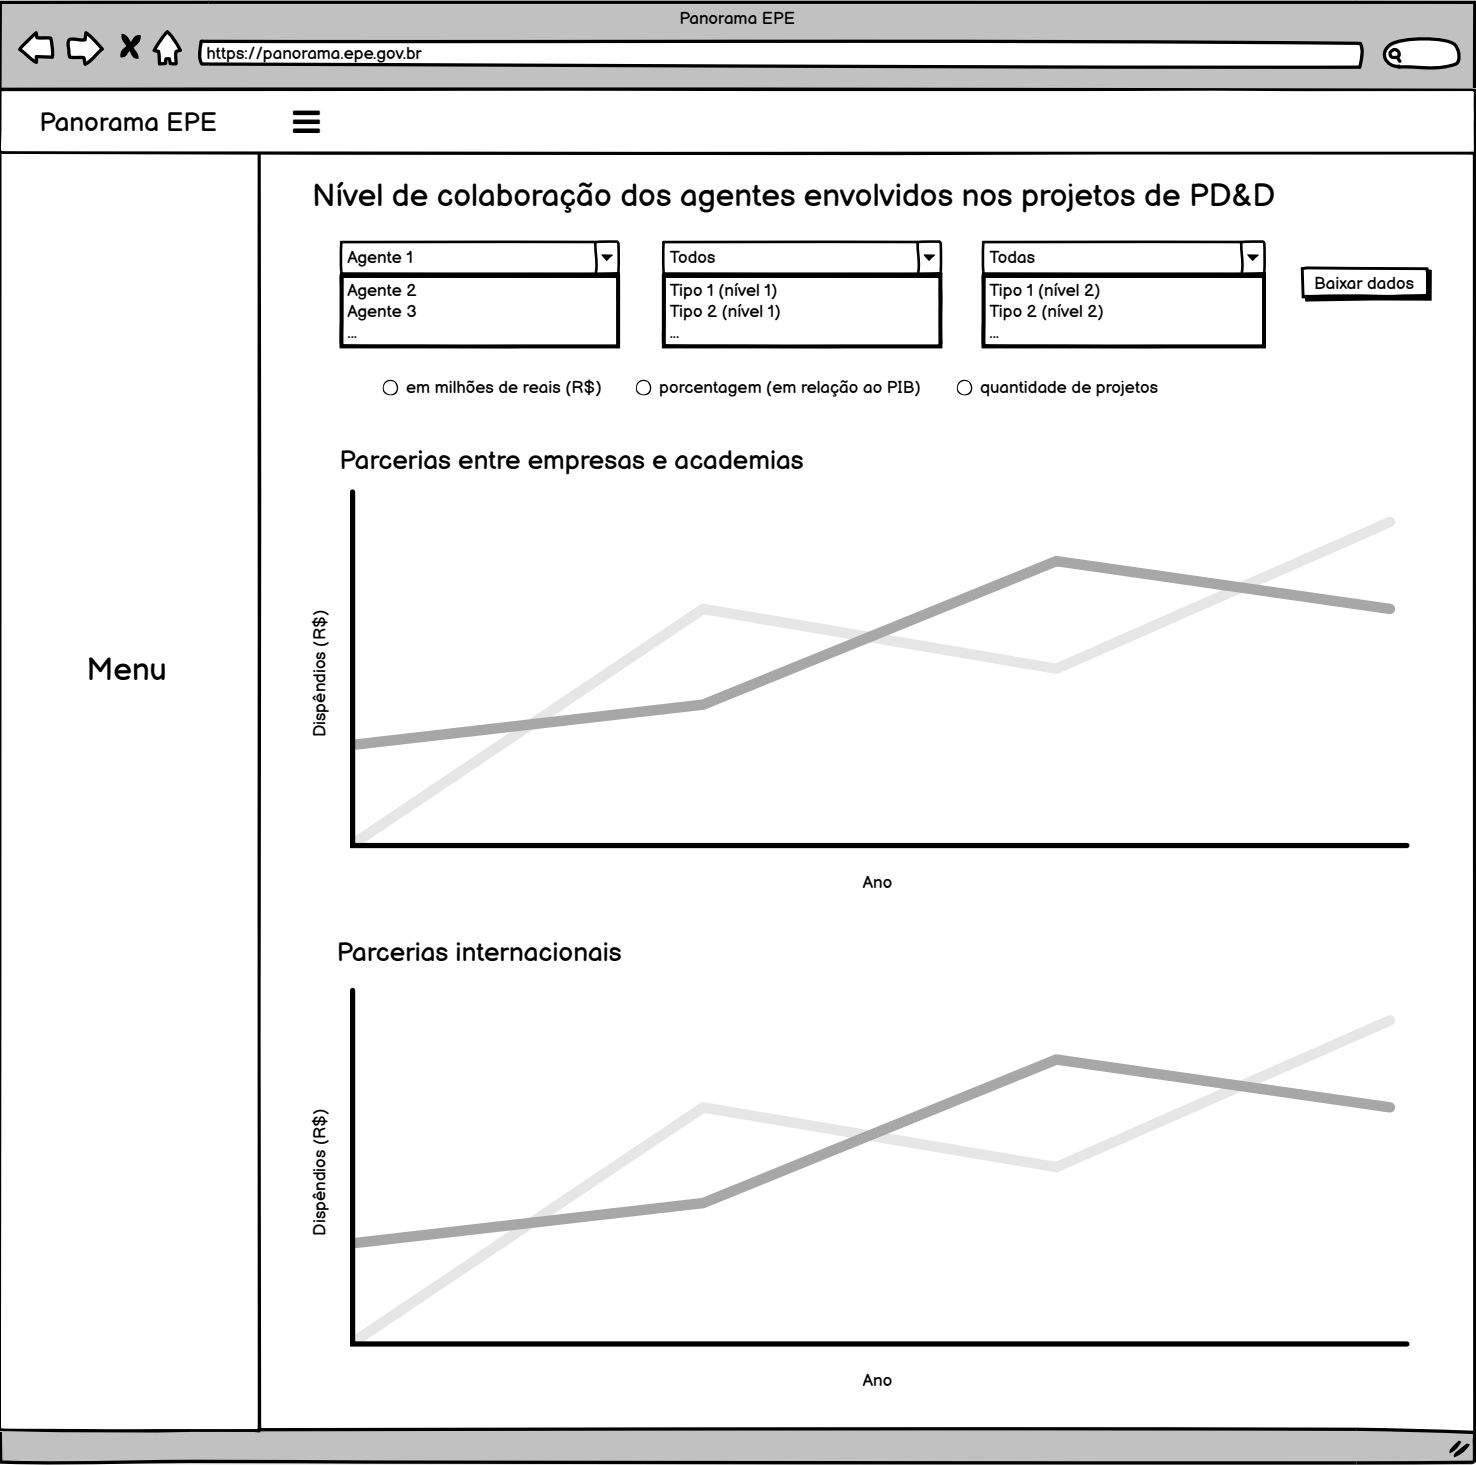 Panorama EPE
https://panorama.epe.gov.br
Panorama EPE
Menu
Nível de colaboração dos agentes envolvidos nos projetos de PD&D
Agente 1
Agente 2
Agente 3
...
Todos
Tipo 1 (nível 1)
Tipo 2 (nível 1)
...
Todas
Tipo 1 (nível 2)
Tipo 2 (nível 2)
...
Baixar dados
em milhões de reais (R$)
porcentagem (em relação ao PIB)
quantidade de projetos
Parcerias entre empresas e academias
Dispêndios (R$)
Ano
Parcerias internacionais
Dispêndios (R$)
Ano